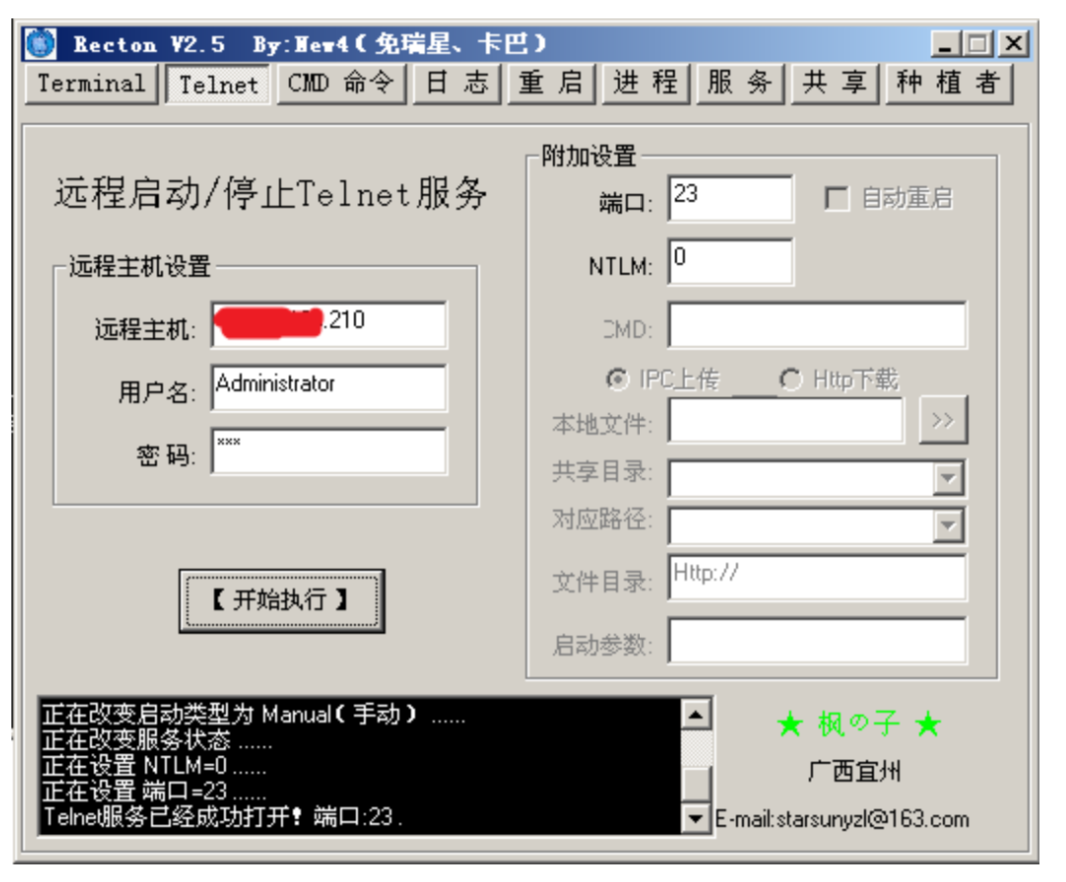 Recton V2.5 By:New4(免瑞星、卡巴)
Terminal Telnet CMD 命令 日 志 重 启 进 程 服 务 共 享 种 植 者
远程启动/停止Telnet服务
远程主机设置
远程主机: .210
用户名: Administrator
密 码: ***
【 开始执行 】
附加设置
端口: 23 自动重启
NTLM: 0
CMD:
IPC上传 Http下载
本地文件: >>
共享目录:
对应路径:
文件目录: Http://
启动参数:
正在改变启动类型为 Manual( 手动 ) ......
正在改变服务状态 ......
正在设置 NTLM=0 ......
正在设置 端口=23 ......
Telnet服务已经成功打开! 端口:23 .
★ 枫の子 ★
广西宜州
E-mail:starsunyzl@163.com